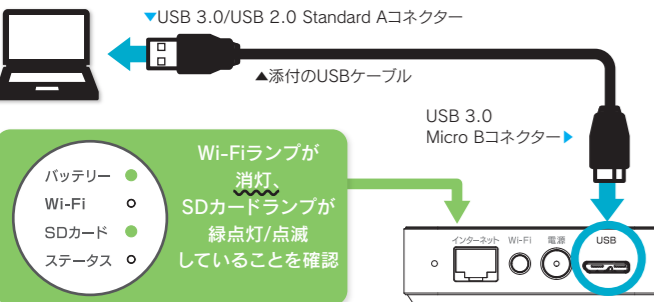 ▼USB 3.0/USB 2.0 Standard Aコネクター
▲添付のUSBケーブル
USB 3.0
Micro Bコネクター▶
Wi-Fiランプが
消灯、
SDカードランプが
緑点灯/点滅
していることを確認
バッテリー
Wi-Fi
SDカード
ステータス
インターネット Wi-Fi 電源 USB